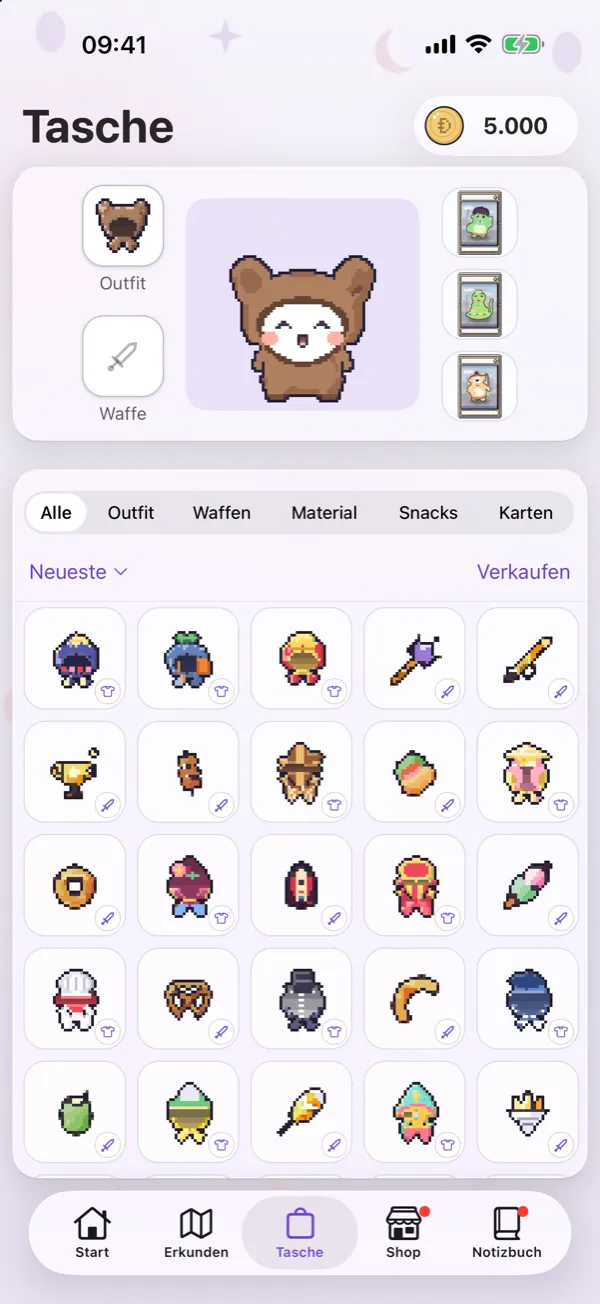 09:41
Tasche
5.000
Outfit
Waffe
Alle Outfit Waffen Material Snacks Karten
Neueste
Verkaufen
Start Erkunden Tasche Shop Notizbuch